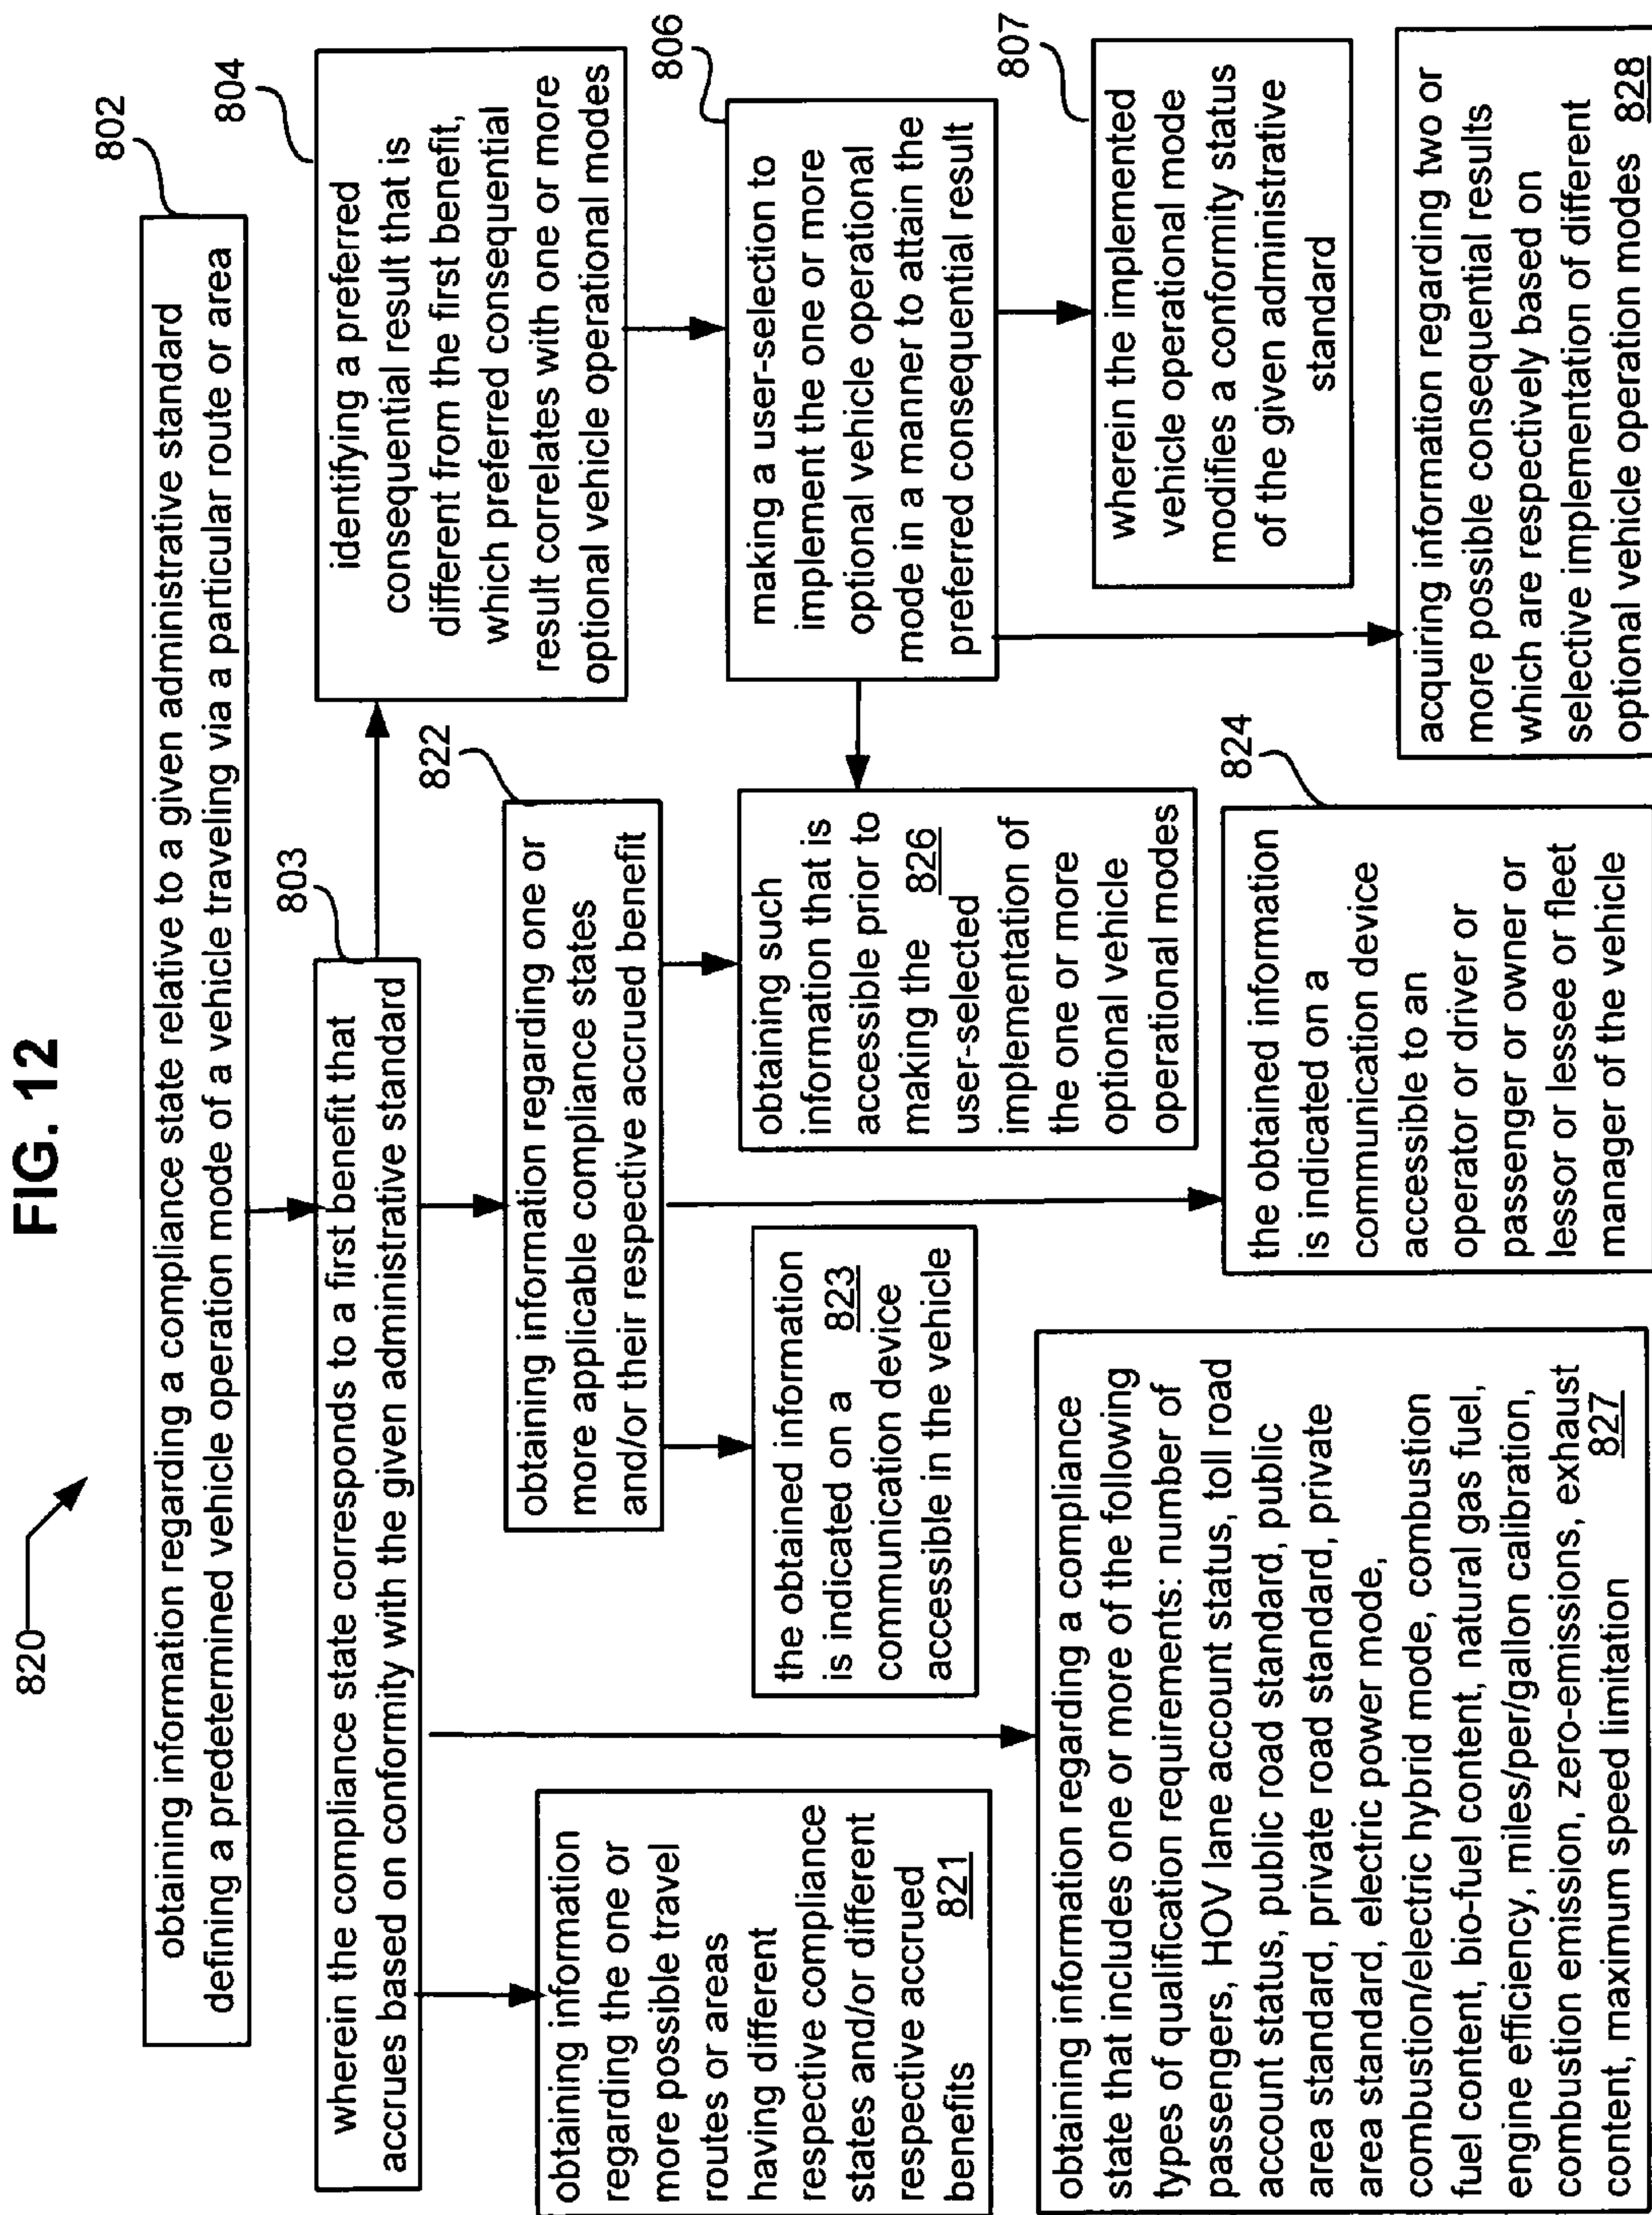 FIG. 12
820
802
obtaining information regarding a compliance state relative to a given administrative standard
defining a predetermined vehicle operation mode of a vehicle traveling via a particular route or area
803
wherein the compliance state corresponds to a first benefit that
accrues based on conformity with the given administrative standard
804
identifying a preferred
consequential result that is
different from the first benefit,
which preferred consequential
result correlates with one or more
optional vehicle operational modes
obtaining information
regarding the one or
more possible travel
routes or areas
having different
respective compliance
states and/or different
respective accrued
benefits 821
822
obtaining information regarding one or
more applicable compliance states
and/or their respective accrued benefit
806
making a user-selection to
implement the one or more
optional vehicle operational
mode in a manner to attain the
preferred consequential result
the obtained information
is indicated on a 823
communication device
accessible in the vehicle
obtaining such
information that is
accessible prior to
making the 826
user-selected
implementation of
the one or more
optional vehicle
operational modes
807
wherein the implemented
vehicle operational mode
modifies a conformity status
of the given administrative
standard
obtaining information regarding a compliance
state that includes one or more of the following
types of qualification requirements: number of
passengers, HOV lane account status, toll road
account status, public road standard, public
area standard, private road standard, private
area standard, electric power mode,
combustion/electric hybrid mode, combustion
fuel content, bio-fuel content, natural gas fuel,
engine efficiency, miles/per/gallon calibration,
combustion emission, zero-emissions, exhaust
content, maximum speed limitation 827
824
the obtained information
is indicated on a
communication device
accessible to an
operator or driver or
passenger or owner or
lessor or lessee or fleet
manager of the vehicle
acquiring information regarding two or
more possible consequential results
which are respectively based on
selective implementation of different
optional vehicle operation modes 828